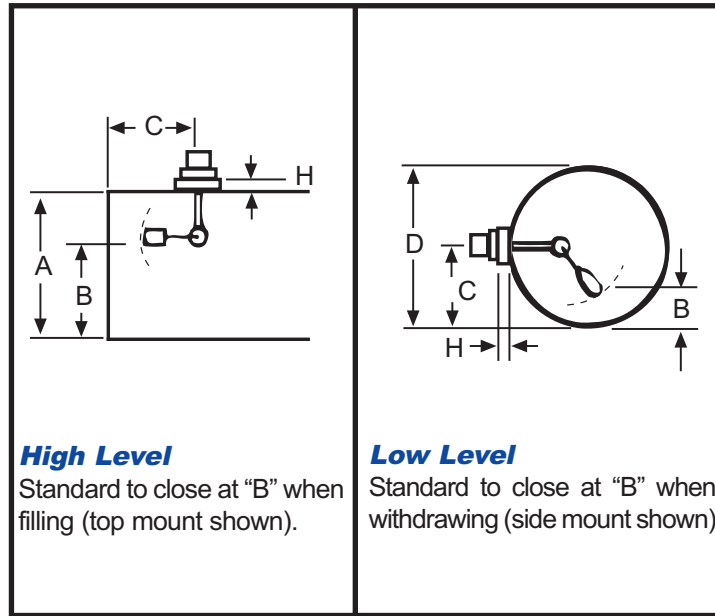 C
H
A
B
High Level
Standard to close at “B” when
filling (top mount shown).
D
C
B
H
Low Level
Standard to close at “B” when
withdrawing (side mount shown)